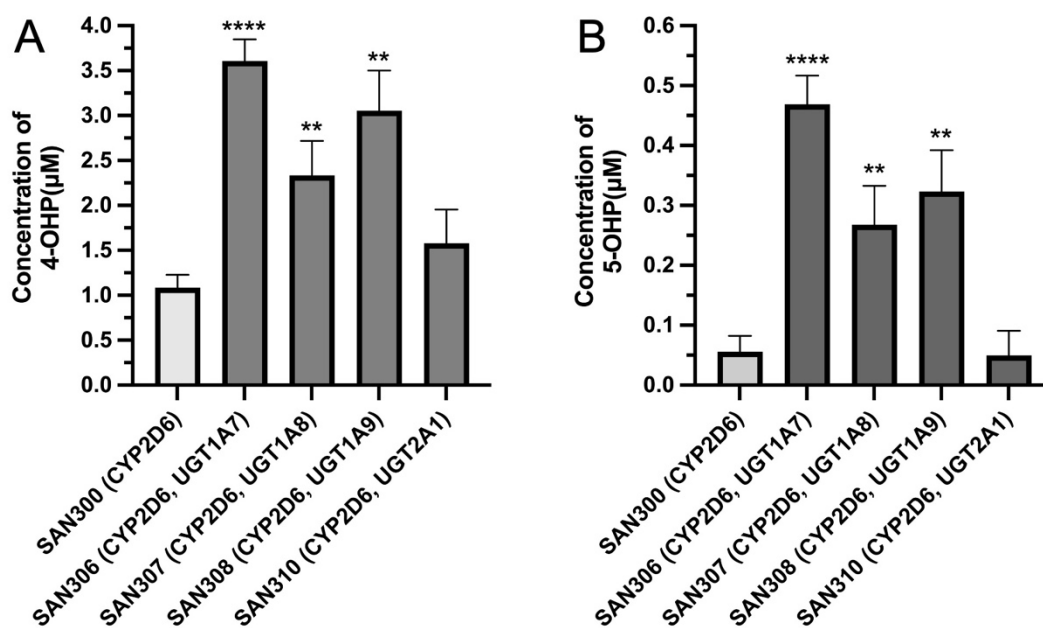 A
Concentration of
4-OHP(μM)
4.0
3.5
3.0
2.5
2.0
1.5
1.0
0.5
0.0
****
**
**
SAN300 (CYP2D6)
SAN306 (CYP2D6, UGT1A7)
SAN307 (CYP2D6, UGT1A8)
SAN308 (CYP2D6, UGT1A9)
SAN310 (CYP2D6, UGT2A1)
B
Concentration of
5-OHP(μM)
0.6
0.5
0.4
0.3
0.2
0.1
0.0
****
**
**
SAN300 (CYP2D6)
SAN306 (CYP2D6, UGT1A7)
SAN307 (CYP2D6, UGT1A8)
SAN308 (CYP2D6, UGT1A9)
SAN310 (CYP2D6, UGT2A1)